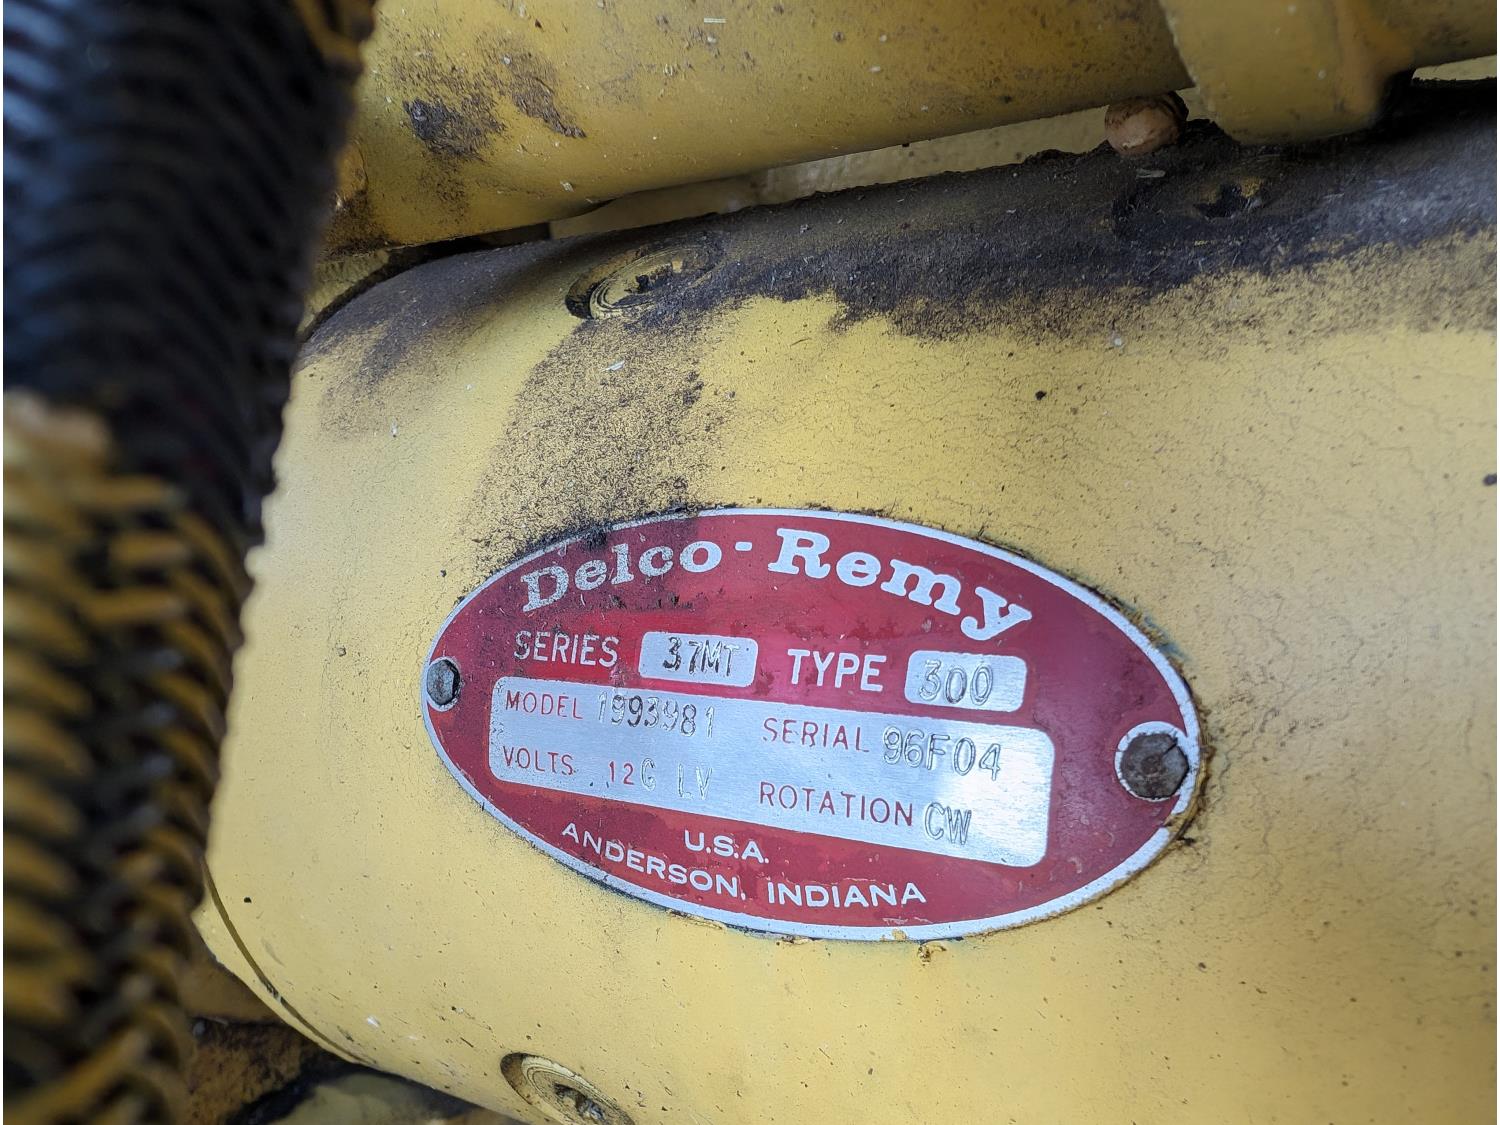 Delco-Remy
SERIES 37MT TYPE 300
MODEL 1993981 SERIAL 96F04
VOLTS .12G LV ROTATION CW
U.S.A.
ANDERSON, INDIANA